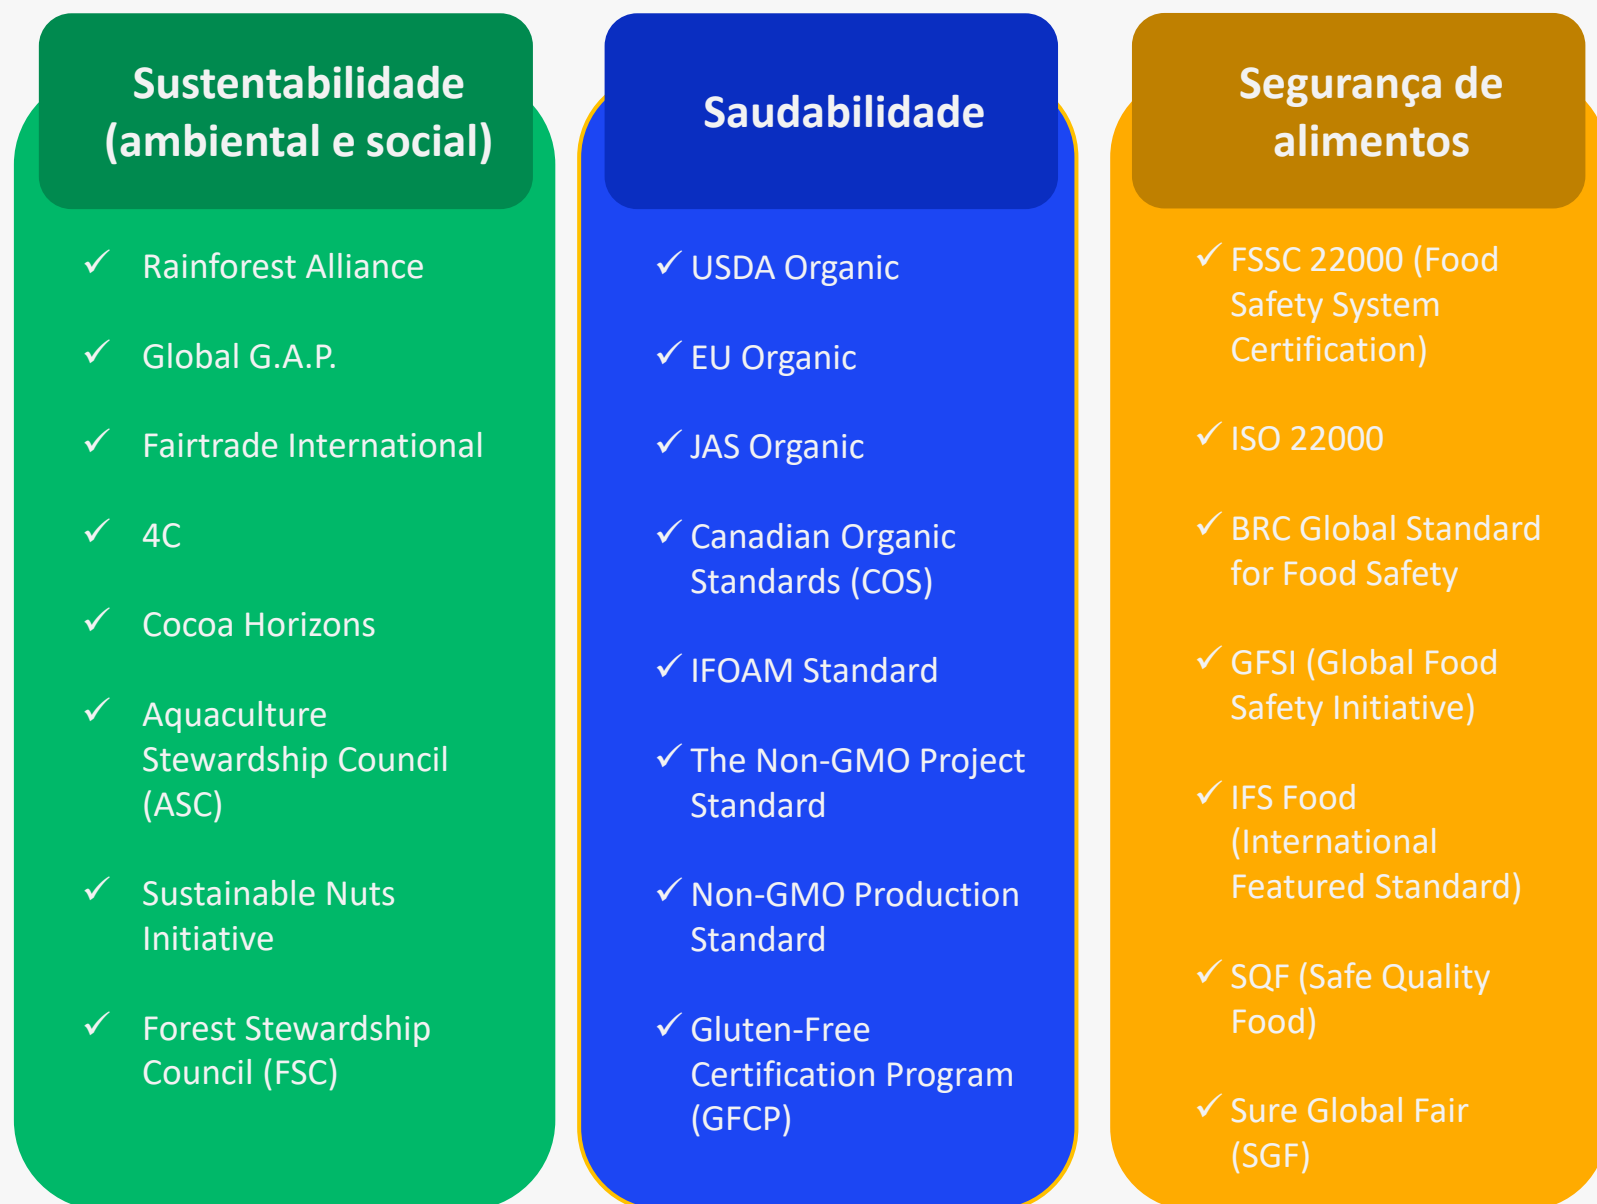 Sustentabilidade
(ambiental e social)
✓ Rainforest Alliance
✓ Global G.A.P.
✓ Fairtrade International
✓ 4C
✓ Cocoa Horizons
✓ Aquaculture
Stewardship Council
(ASC)
✓ Sustainable Nuts
Initiative
✓ Forest Stewardship
Council (FSC)
Saudabilidade
✓ USDA Organic
✓ EU Organic
✓ JAS Organic
✓ Canadian Organic
Standards (COS)
✓ IFOAM Standard
✓ The Non-GMO Project
Standard
✓ Non-GMO Production
Standard
✓ Gluten-Free
Certification Program
(GFCP)
Segurança de
alimentos
✓ FSSC 22000 (Food
Safety System
Certification)
✓ ISO 22000
✓ BRC Global Standard
for Food Safety
✓ GFSI (Global Food
Safety Initiative)
✓ IFS Food
(International
Featured Standard)
✓ SQF (Safe Quality
Food)
✓ Sure Global Fair
(SGF)